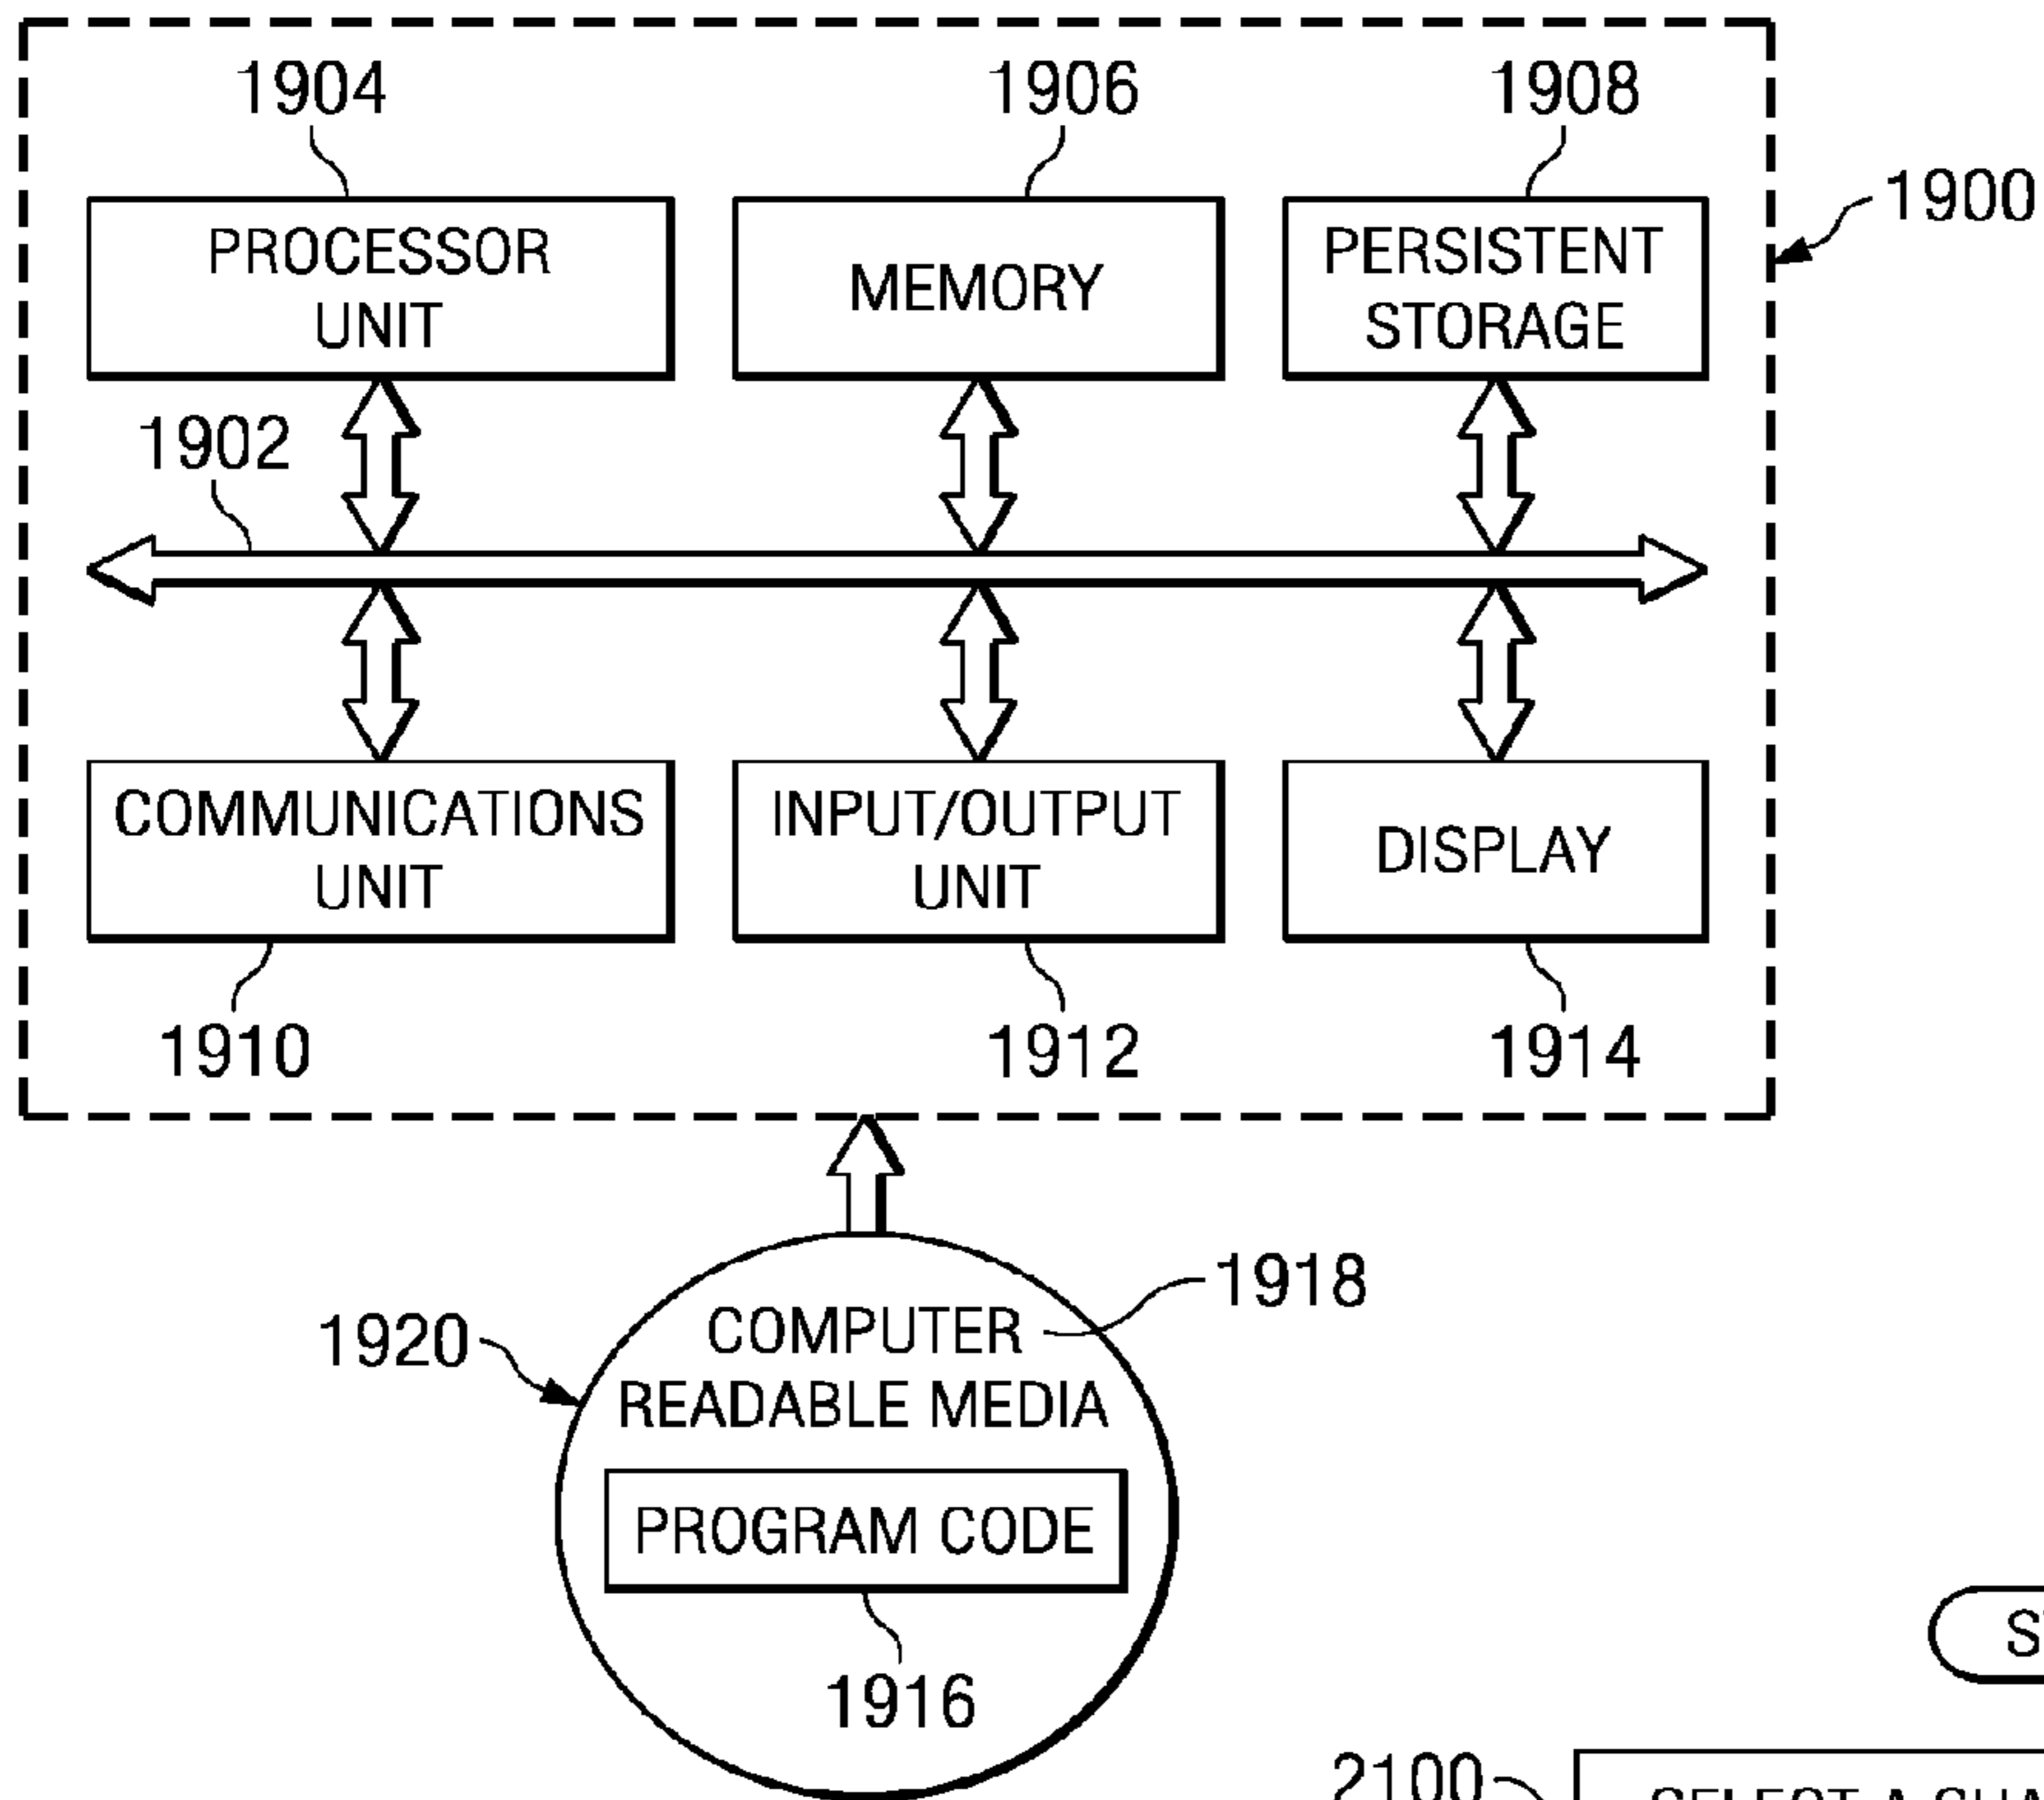 1904
1906
1908
1900
PROCESSOR
UNIT
MEMORY
PERSISTENT
STORAGE
1902
COMMUNICATIONS
UNIT
INPUT/OUTPUT
UNIT
DISPLAY
1910
1912
1914
1918
1920
COMPUTER
READABLE MEDIA
PROGRAM CODE
1916
2100
SELECT A